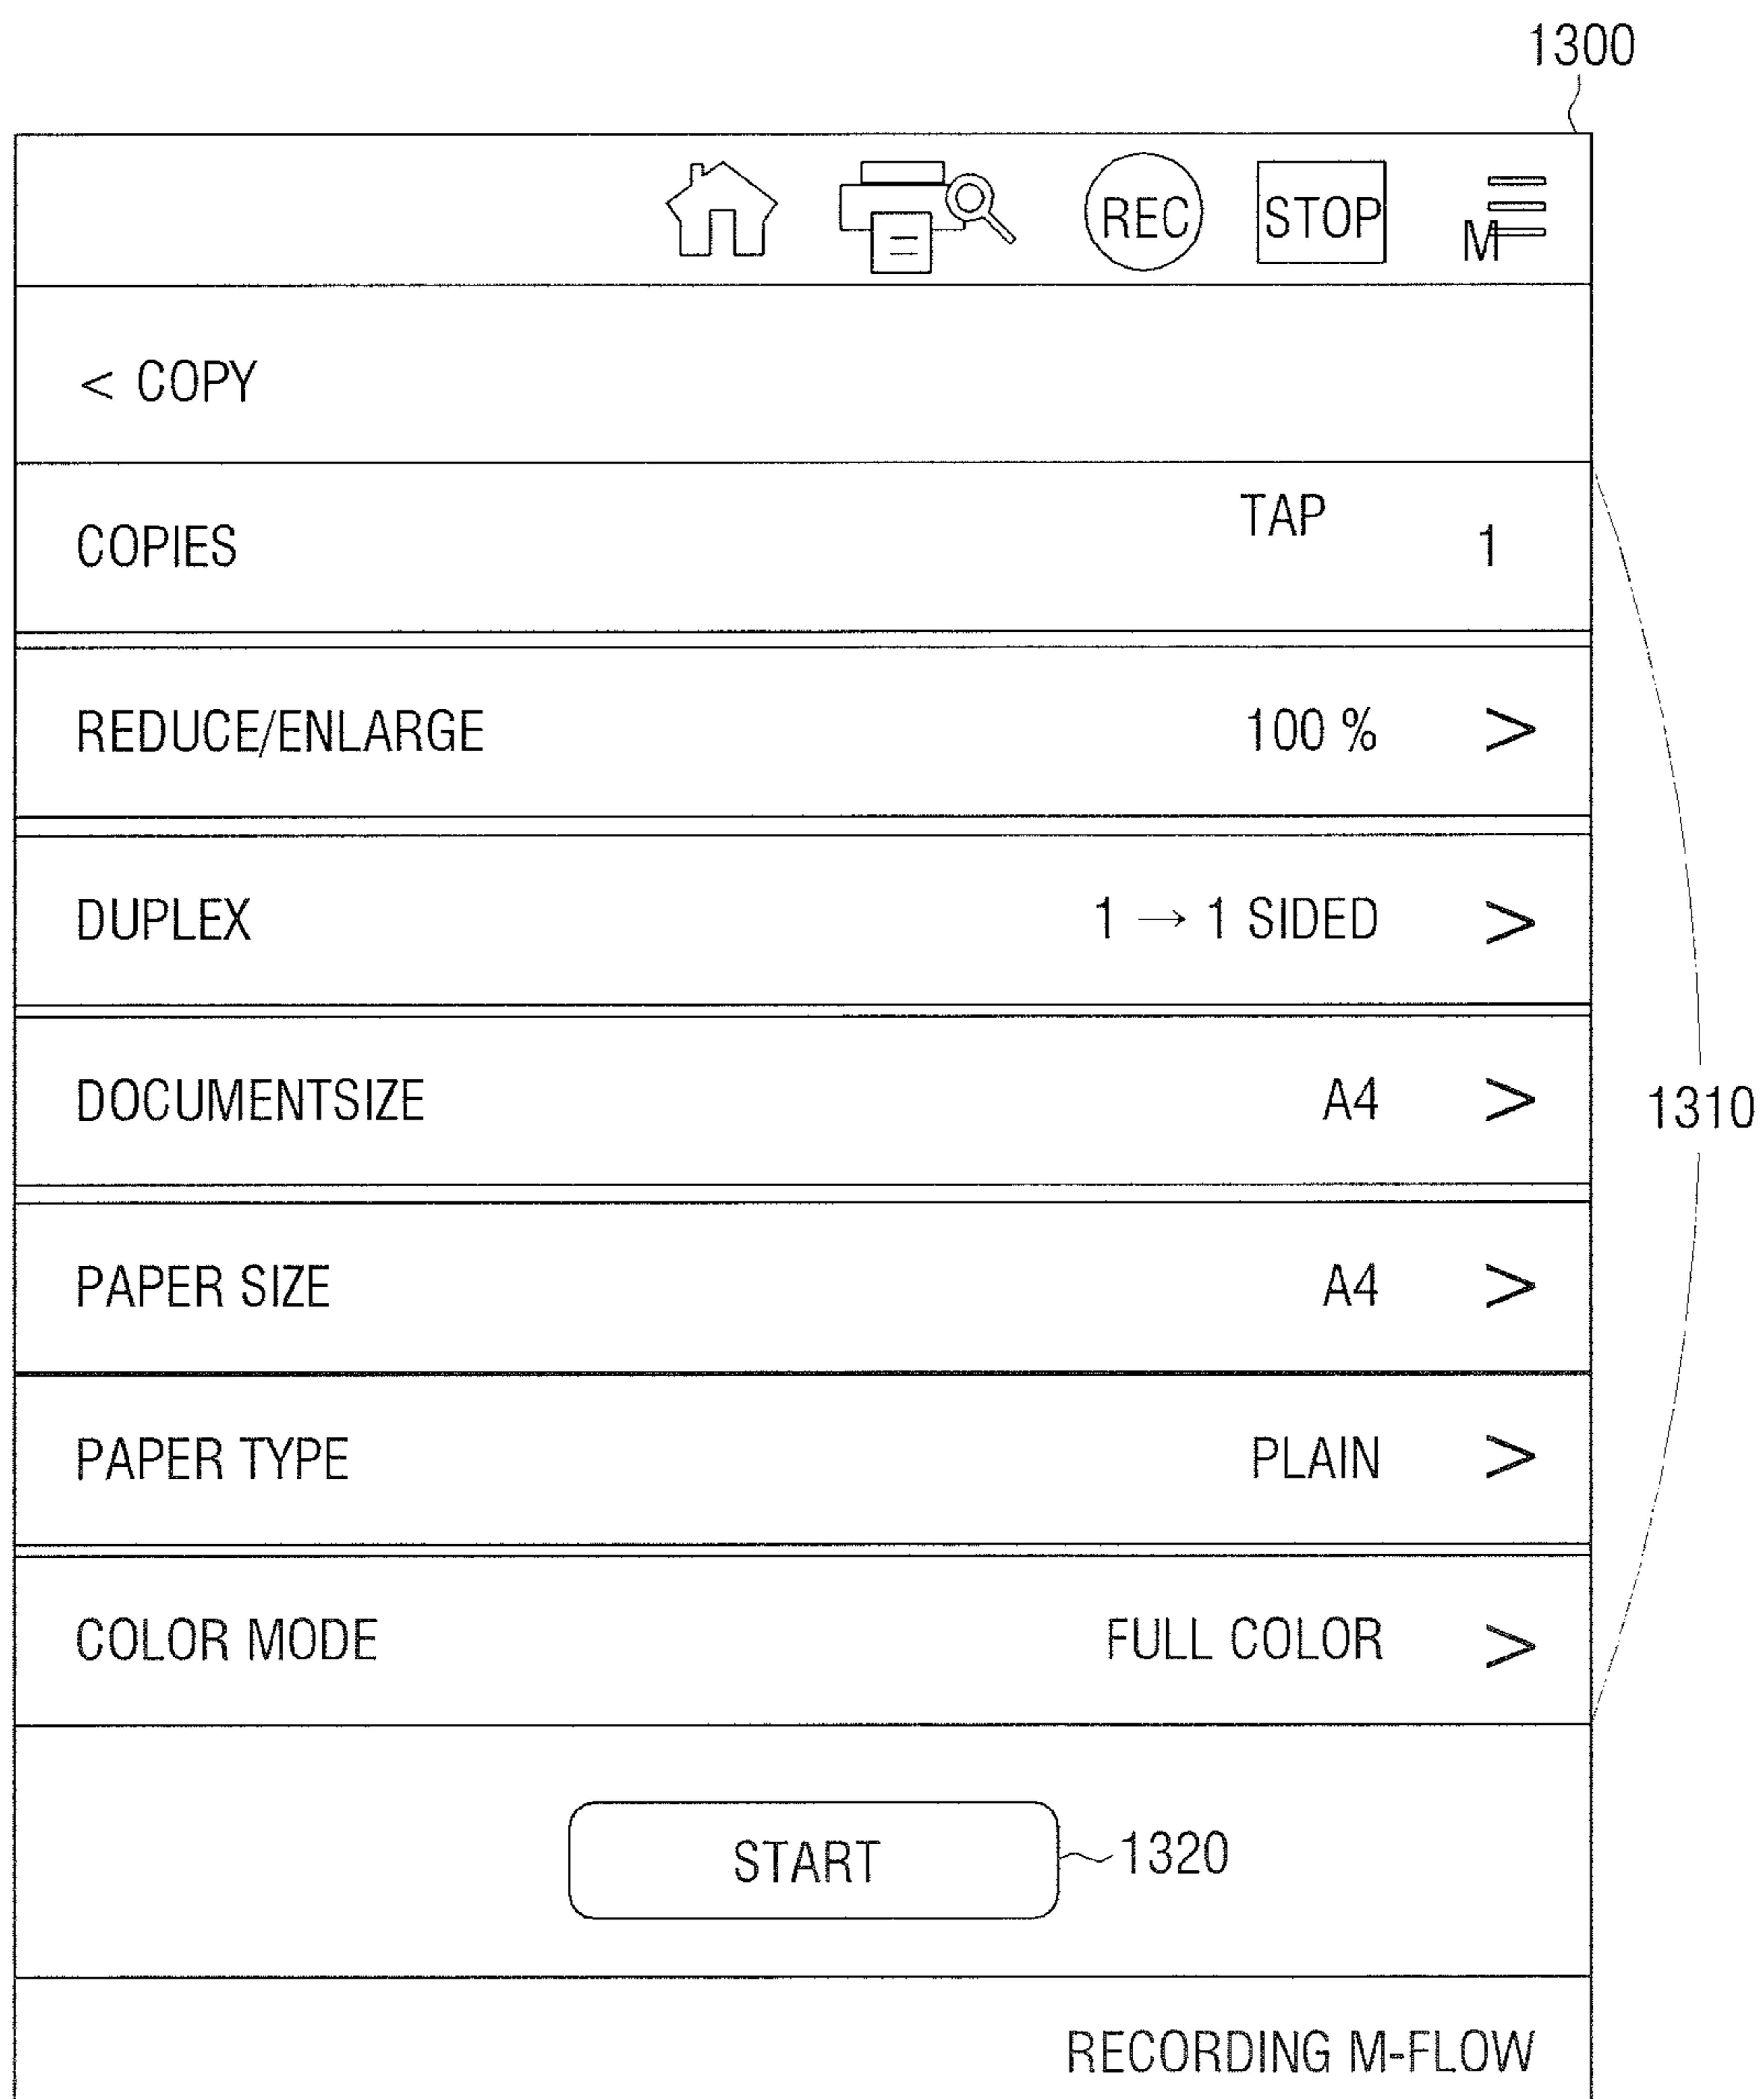 1300
REC STOP M
< COPY
TAP
COPIES 1
REDUCE/ENLARGE 100 % >
DUPLEX 1 → 1 SIDED >
DOCUMENTSIZE A4 >
1310
PAPER SIZE A4 >
PAPER TYPE PLAIN >
COLOR MODE FULL COLOR >
START 1320
RECORDING M-FLOW